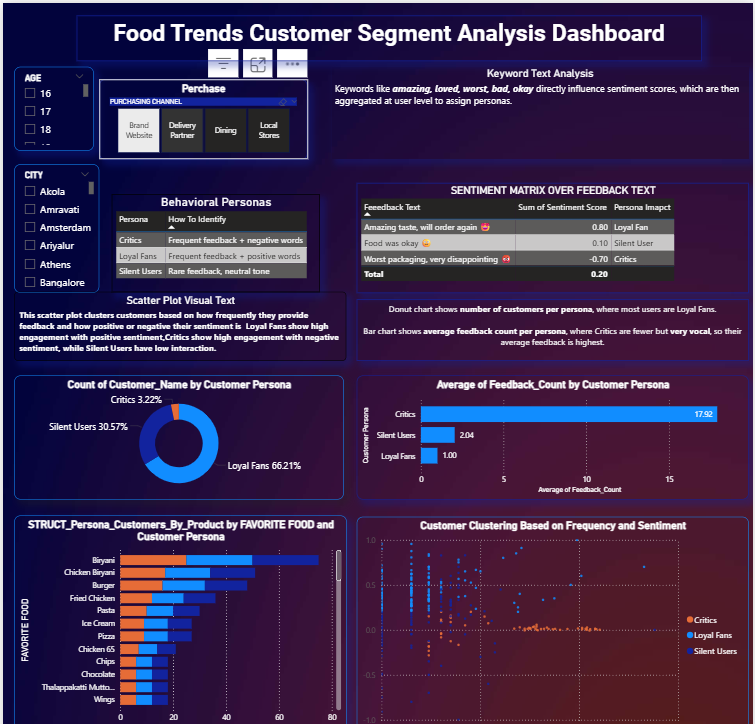 Food Trends Customer Segment Analysis Dashboard
AGE
16
17
18
Perchase
PURCHASING CHANNEL
Brand
Website
Delivery
Partner
Dining
Local
Stores
Keyword Text Analysis
Keywords like amazing, loved, worst, bad, okay directly influence sentiment scores, which are then
aggregated at user level to assign personas.
CITY
Akola
Amravati
Amsterdam
Ariyalur
Athens
Bangalore
Behavioral Personas
Persona How To Identify
Critics Frequent feedback + negative words
Loyal Fans Frequent feedback + positive words
Silent Users Rare feedback, neutral tone
SENTIMENT MATRIX OVER FEEDBACK TEXT
Feeedback Text Sum of Sentiment Score Persona Imapct
Amazing taste, will order again 😍 0.80 Loyal Fan
Food was okay 0.10 Silent User
Worst packaging, very disappointing 0.70 Critics
Total 0.20
Scatter Plot Visual Text
This scatter plot clusters customers based on how frequently they provide
feedback and how positive or negative their sentiment is Loyal Fans show high
engagement with positive sentiment,Critics show high engagement with negative
sentiment, while Silent Users have low interaction.
Donut chart shows number of customers per persona, where most users are Loyal Fans.
Bar chart shows average feedback count per persona, where Critics are fewer but very vocal, so their
average feedback is highest.
Count of Customer_Name by Customer Persona
Critics 3.22%
Silent Users 30.57%
Loyal Fans 66.21%
Average of Feedback_Count by Customer Persona
Customer Persona
Critics 17.92
Silent Users 2.04
Loyal Fans 1.00
0 5 10 15
Average of Feedback_Count
STRUCT_Persona_Customers_By_Product by FAVORITE FOOD and
Customer Persona
FAVORITE FOOD
Biryani
Chicken Biryani
Burger
Fried Chicken
Pasta
Ice Cream
Pizza
Chicken 65
Chips
Chocolate
Thalappakatti Mutto...
Wings
0 20 40 60 80
Customer Clustering Based on Frequency and Sentiment
1.0
0.5
0.0
0.5
1.0
Critics
Loyal Fans
Silent Users